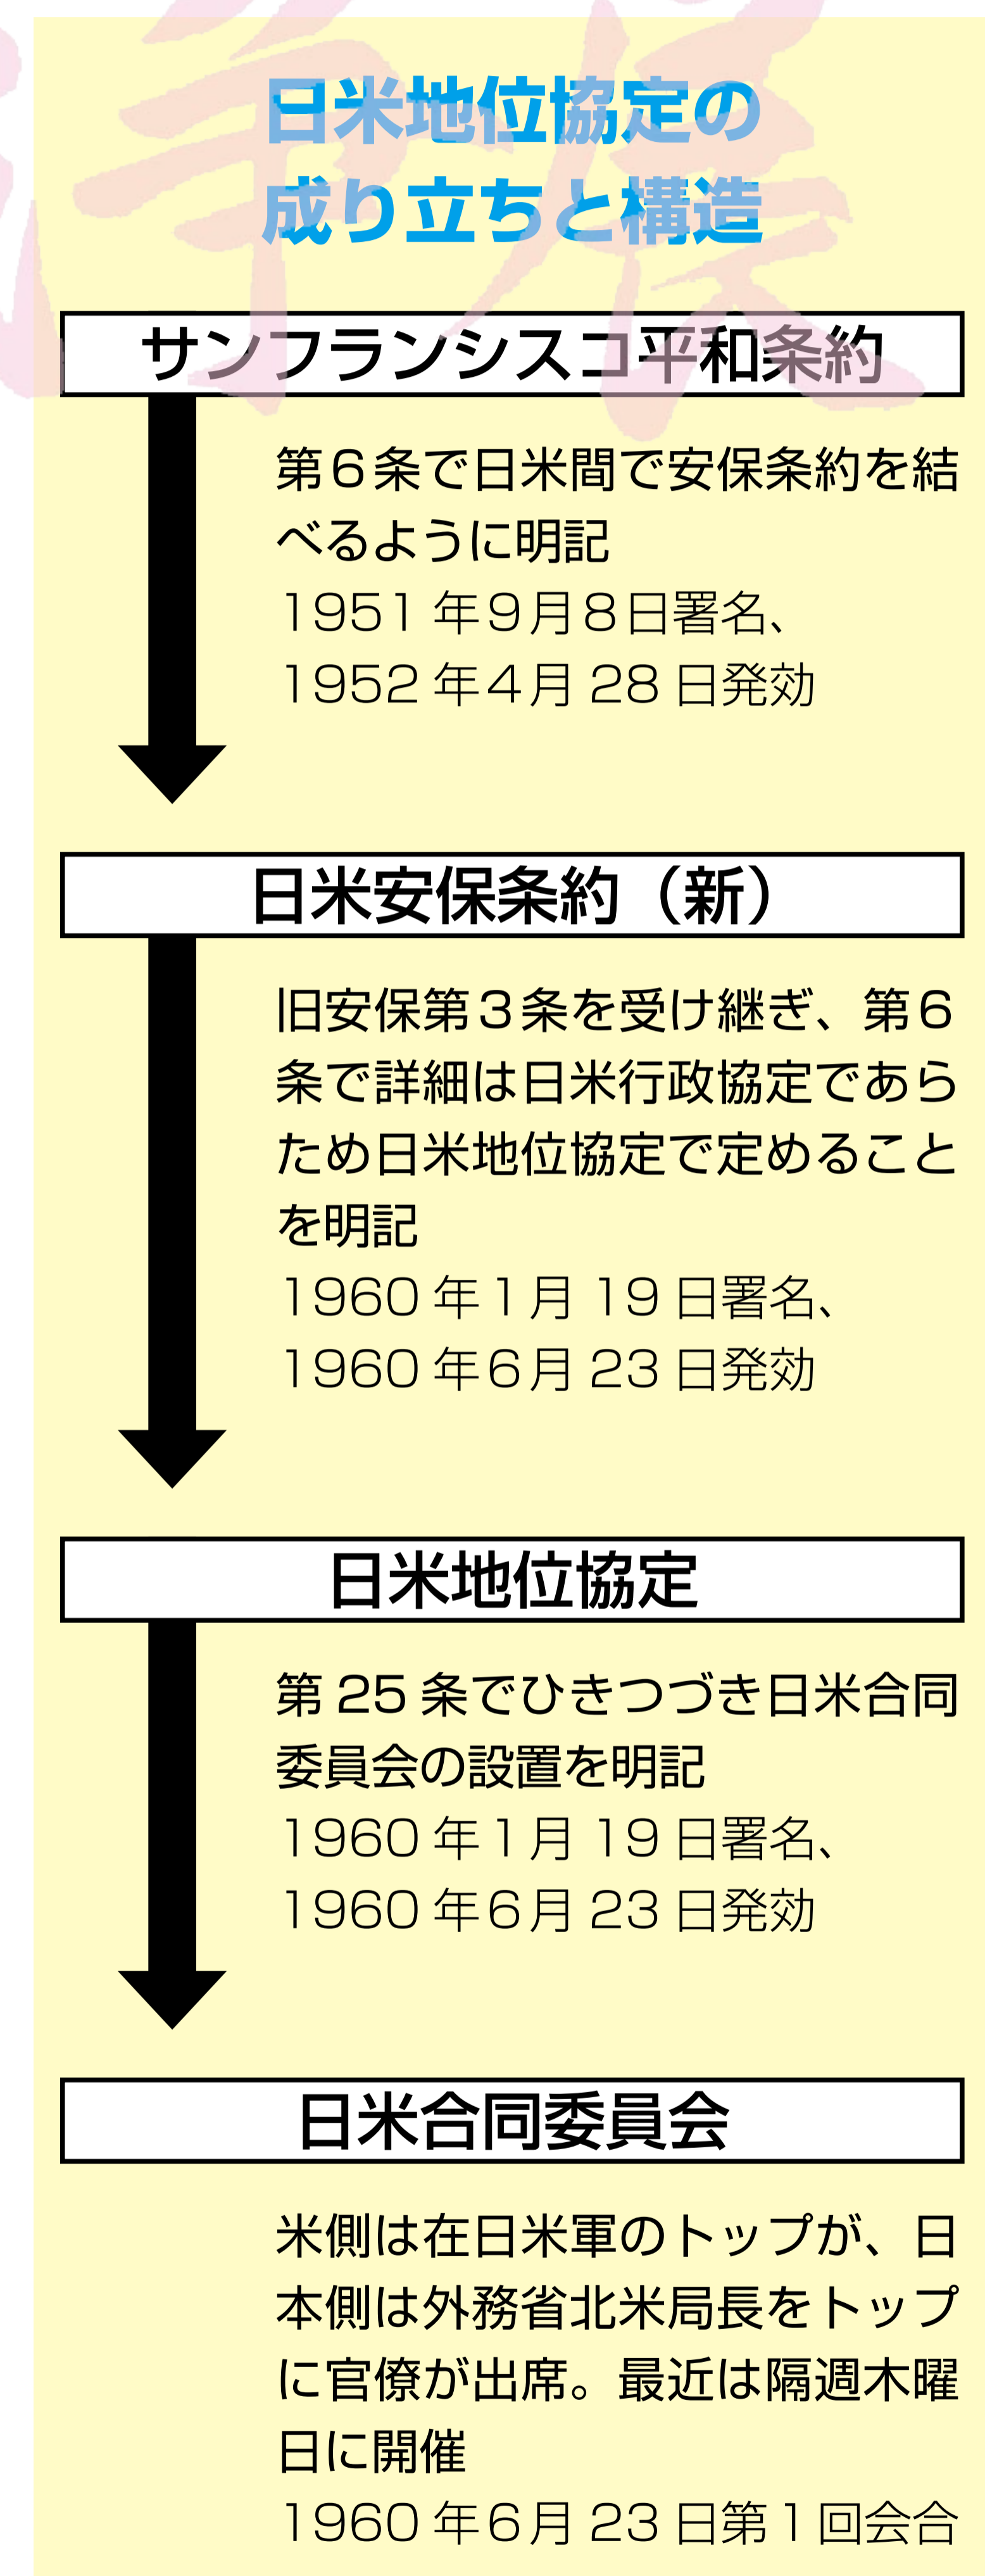 日米地位協定の
成り立ちと構造
サンフランシスコ平和条約
第6条で日米間で安保条約を結
べるように明記
1951年9月8日署名、
1952年4月28日発効
日米安保条約（新）
旧安保第3条を受け継ぎ、第6
条で詳細は日米行政協定であら
ため日米地位協定で定めること
を明記
1960年1月19日署名、
1960年6月23日発効
日米地位協定
第25条でひきつづき日米合同
委員会の設置を明記
1960年1月19日署名、
1960年6月23日発効
日米合同委員会
米側は在日米軍のトップが、日
本側は外務省北米局長をトップ
に官僚が出席。最近は隔週木曜
日に開催
1960年6月23日第1回会合